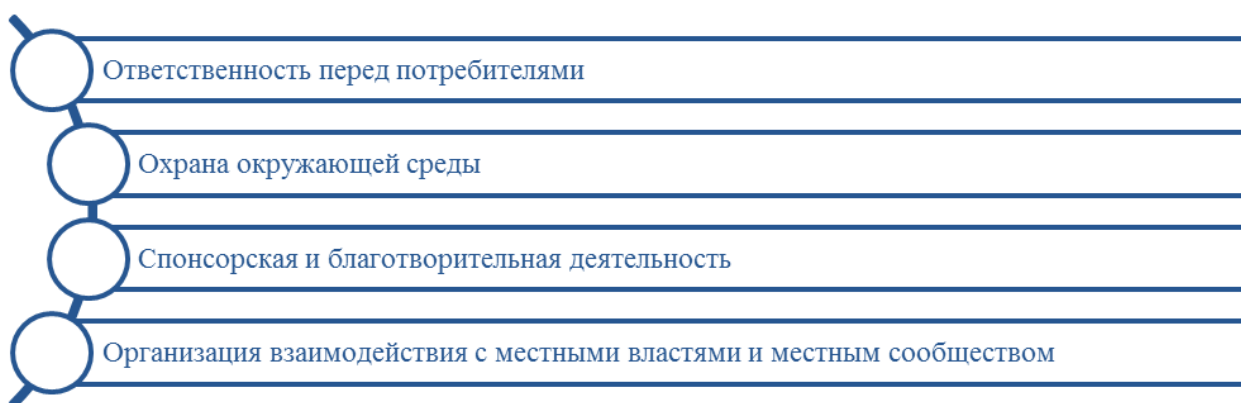 Ответственность перед потребителями
Охрана окружающей среды
Спонсорская и благотворительная деятельность
Организация взаимодействия с местными властями и местным сообществом